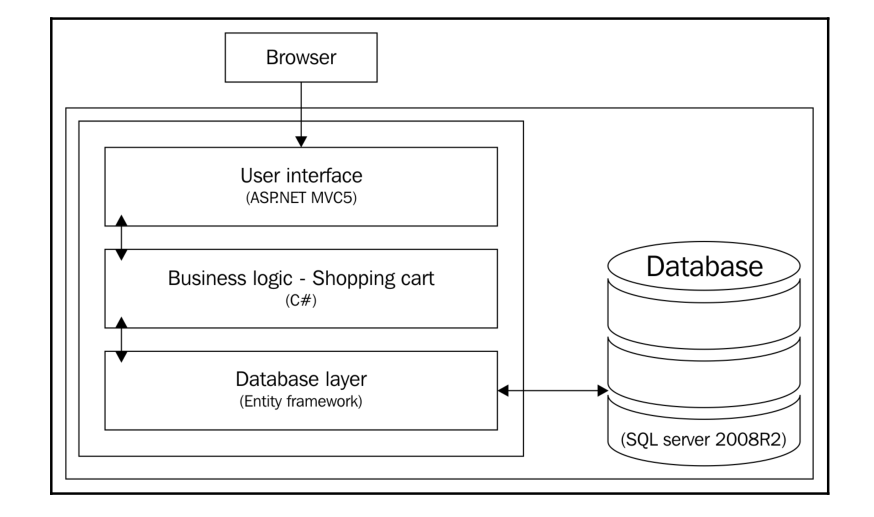 Browser
User interface
(ASP.NET MVC5)
Business logic - Shopping cart
(C#)
Database layer
(Entity framework)
Database
(SQL server 2008R2)